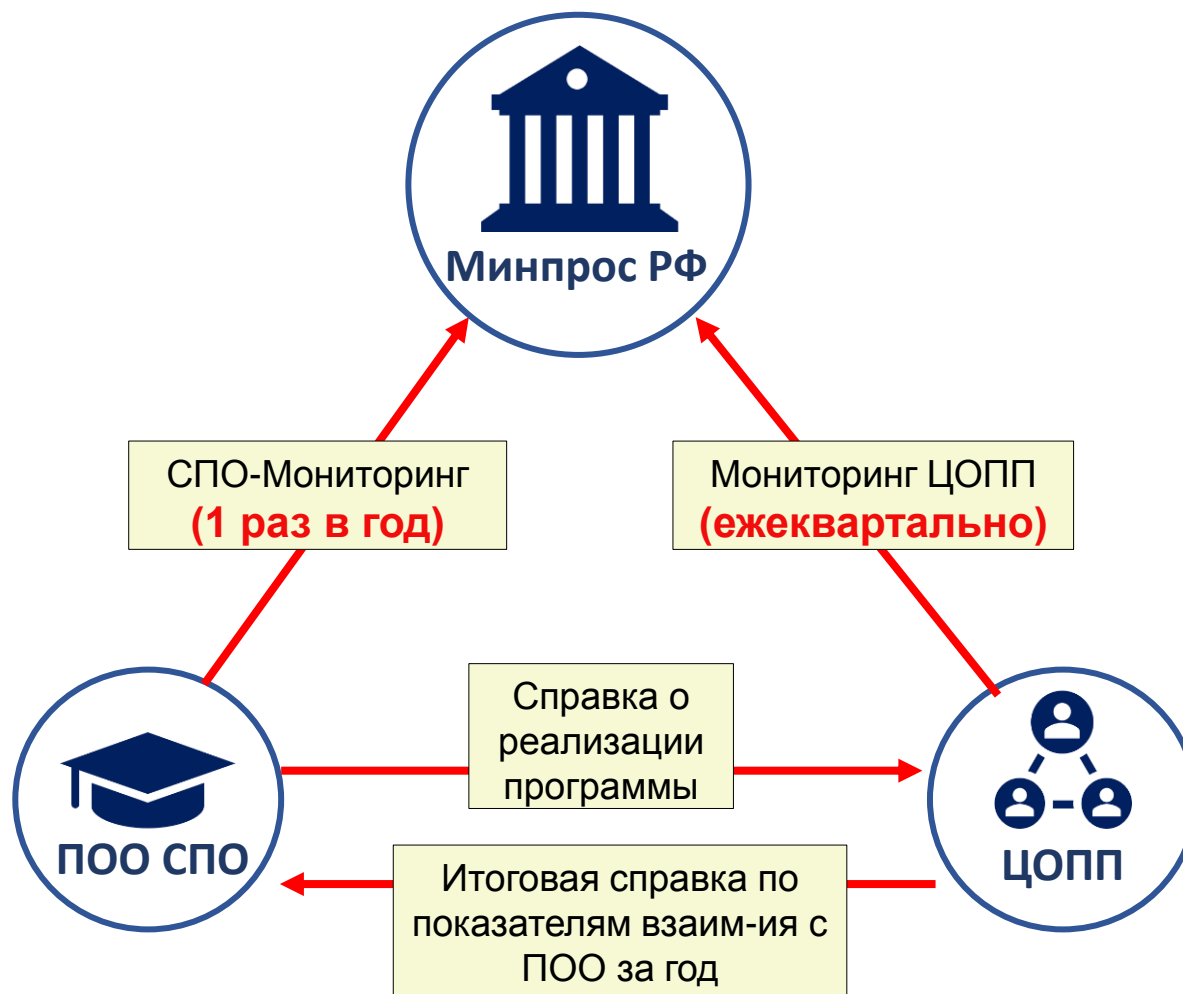 Минпрос РФ
СПО-Мониторинг
(1 раз в год)
Мониторинг ЦОПП
(ежеквартально)
Справка о
реализации
программы
ПОО СПО
ЦОПП
Итоговая справка по
показателям взаим-ия с
ПОО за год